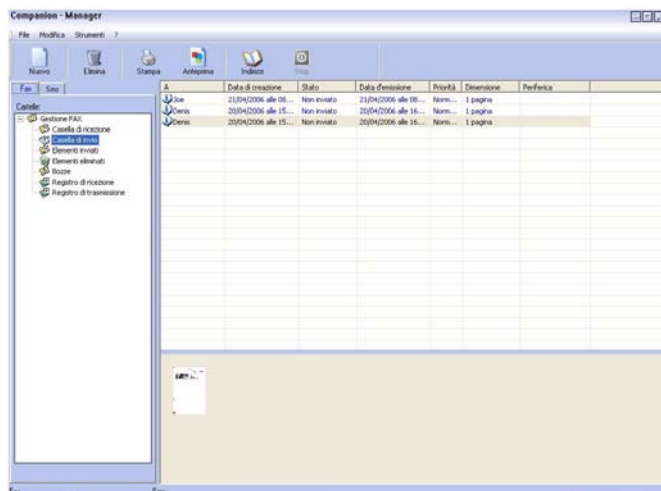 Companion - Manager
File Modifica Strumenti ?
Nuovo Elimina Stampa Anteprima Indirizzi Stop
Fax Sms
Cartelle:
Gestione FAX
Casella di ricezione
Casella di invio
Elementi inviati
Elementi eliminati
Bozze
Registro di ricezione
Registro di trasmissione
A Data di creazione Stato Data d'emissione Priorità Dimensione Periferica
Joe 21/04/2006 alle 08... Non inviato 21/04/2006 alle 08... Norm... 1 pagina
Denis 20/04/2006 alle 15... Non inviato 20/04/2006 alle 16... Norm... 1 pagina
Denis 20/04/2006 alle 15... Non inviato 20/04/2006 alle 16... Norm... 1 pagina